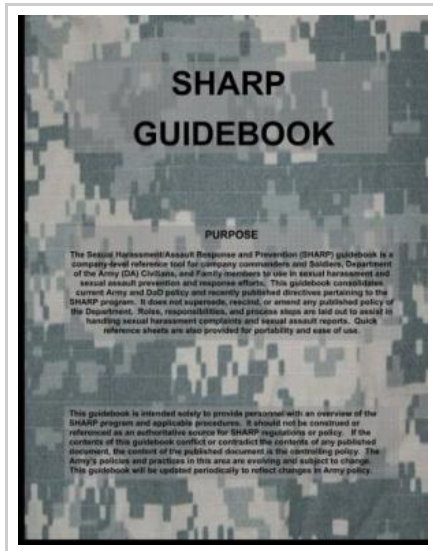 SHARP
GUIDEBOOK
PURPOSE
The Sexual Harassment/Assault Response and Prevention (SHARP) guidebook is a
company-level reference tool for company commanders and Soldiers, Department
of the Army (DA) Civilians, and Family members to use in sexual harassment and
sexual assault prevention and response efforts. This guidebook consolidates
current Army and DoD policy and recently published directives pertaining to the
SHARP program. It does not supersede, rescind, or amend any published policy of
the Department. Roles, responsibilities, and process steps are laid out to assist in
handling sexual harassment complaints and sexual assault reports. Quick
reference sheets are also provided for portability and ease of use.
This guidebook is intended solely to provide personnel with an overview of the
SHARP program and applicable procedures. It should not be construed or
referenced as an authoritative source for SHARP regulations or policy. If the
contents of this guidebook conflict or contradict the contents of any published
document, the content of the published document is the controlling policy. The
Army's policies and practices in this area are evolving and subject to change.
This guidebook will be updated periodically to reflect changes in Army policy.